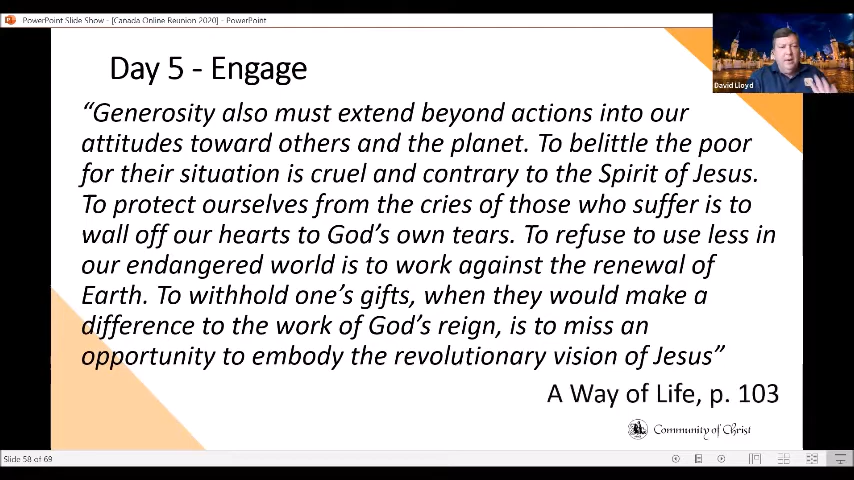 PowerPoint Slide Show - [Canada Online Reunion 2020] - PowerPoint
Day 5 - Engage
David Lloyd
“Generosity also must extend beyond actions into our
attitudes toward others and the planet. To belittle the poor
for their situation is cruel and contrary to the Spirit of Jesus.
To protect ourselves from the cries of those who suffer is to
wall off our hearts to God’s own tears. To refuse to use less in
our endangered world is to work against the renewal of
Earth. To withhold one’s gifts, when they would make a
difference to the work of God’s reign, is to miss an
opportunity to embody the revolutionary vision of Jesus”
A Way of Life, p. 103
Community of Christ
Slide 58 of 69